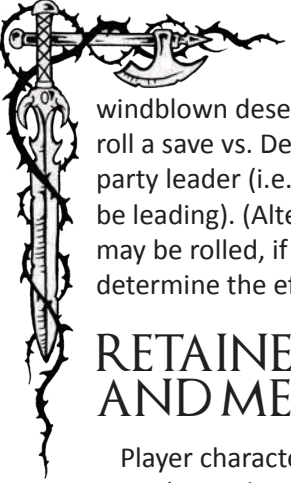 windblown dese
roll a save vs. De
party leader (i.e.
be leading). (Alte
may be rolled, if
determine the ef
RETAINE
AND ME
Player characte